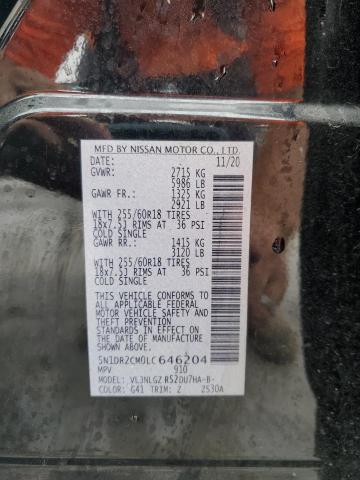 MFD BY NISSAN MOTOR CO., LTD.
DATE: 11/20
GVWR: 2715 KG
5986 LB
GAWR FR.: 1325 KG
2921 LB
WITH 255/60R18 TIRES
18x7.5J RIMS AT 36 PSI
COLD SINGLE
GAWR RR.: 1415 KG
3120 LB
WITH 255/60R18 TIRES
18x7.5J RIMS AT 36 PSI
COLD SINGLE
THIS VEHICLE CONFORMS
TO ALL APPLICABLE FEDERAL
MOTOR VEHICLE SAFETY AND
THEFT PREVENTION
STANDARDS IN EFFECT ON
THE DATE OF MANUFACTURE
SHOWN ABOVE.
5N1DR2CM0LC646204
MPV 910
MODEL: VL3NLGZ R52DU7HA-B-
COLOR: G41 TRIM: Z 2530A